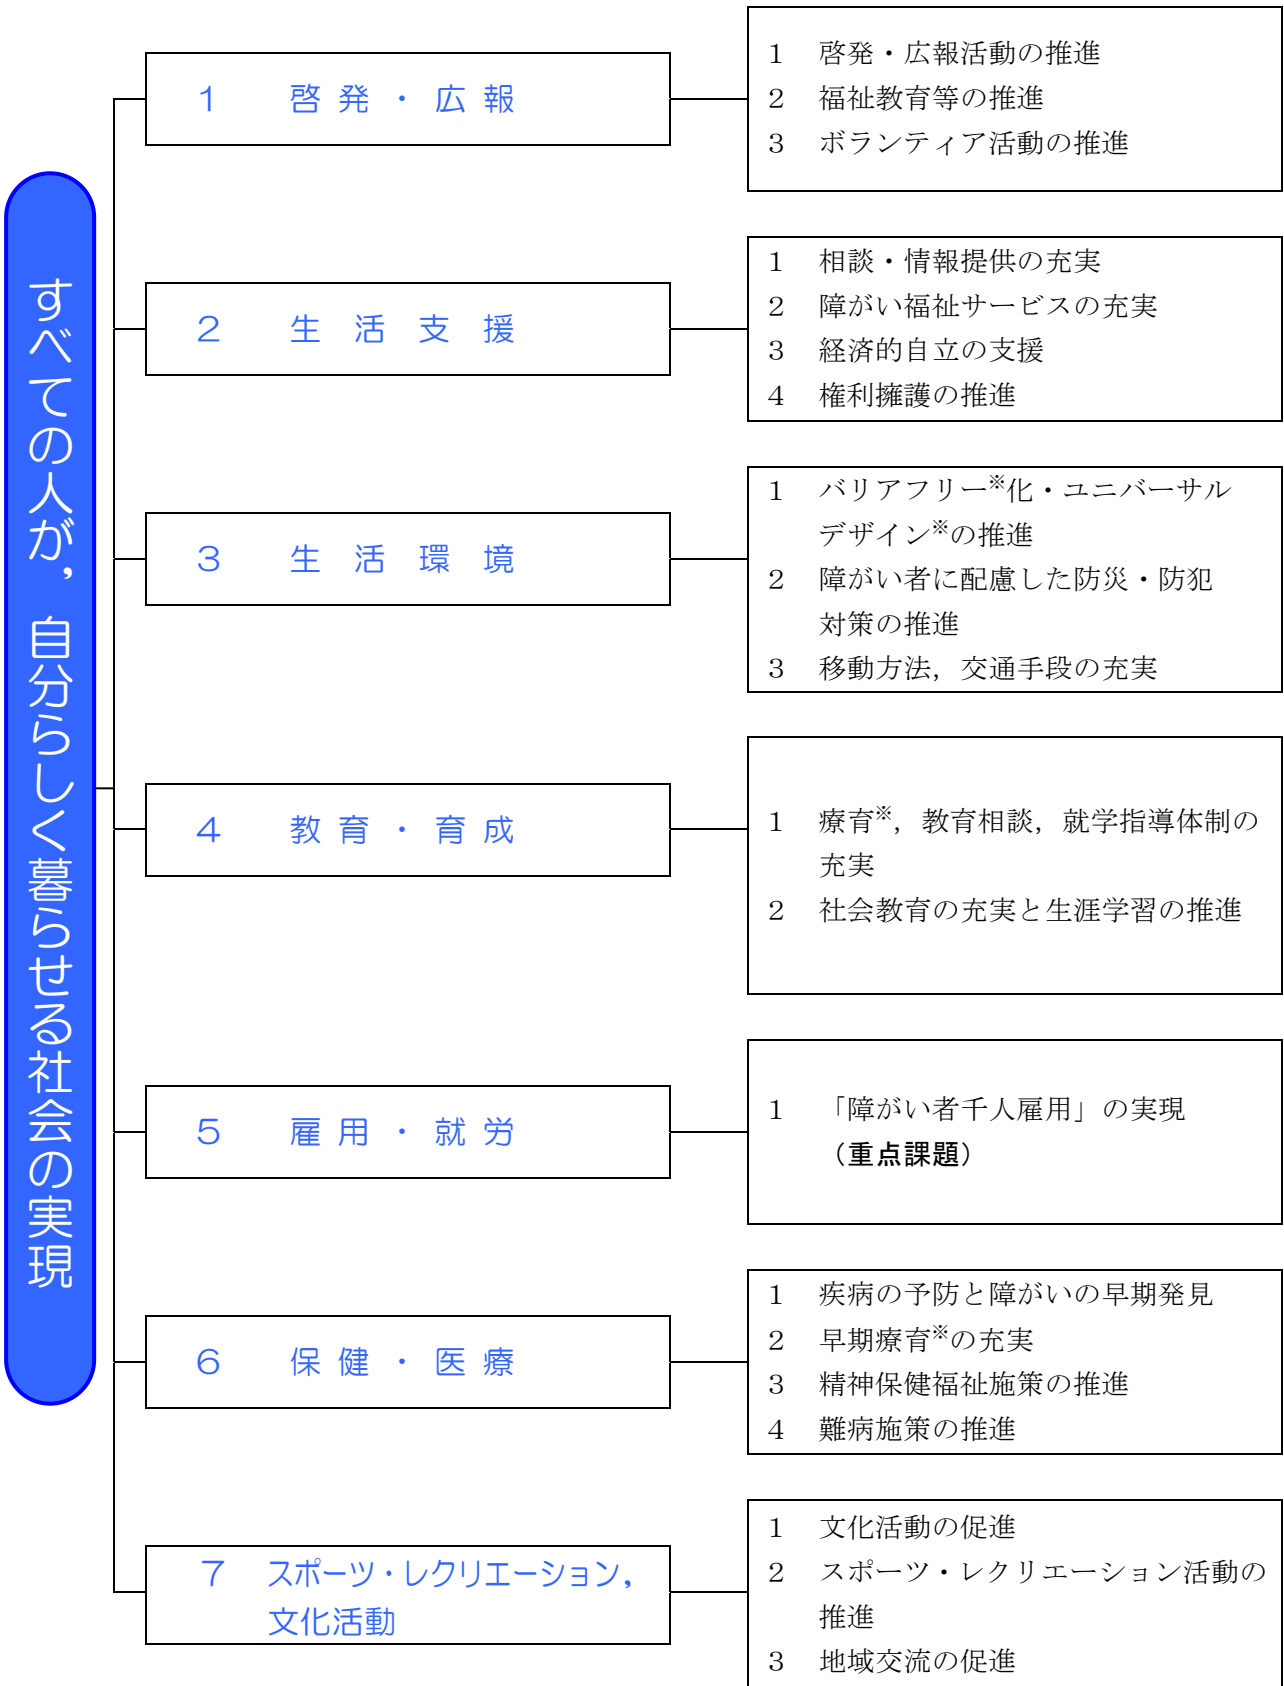 すべての人が，自分らしく暮らせる社会の実現
１　啓発・広報
１　啓発・広報活動の推進
２　福祉教育等の推進
３　ボランティア活動の推進
２　生活支援
１　相談・情報提供の充実
２　障がい福祉サービスの充実
３　経済的自立の支援
４　権利擁護の推進
３　生活環境
１　バリアフリー※化・ユニバーサル
デザイン※の推進
２　障がい者に配慮した防災・防犯
対策の推進
３　移動方法，交通手段の充実
４　教育・育成
１　療育※，教育相談，就学指導体制の
充実
２　社会教育の充実と生涯学習の推進
５　雇用・就労
１　「障がい者千人雇用」の実現
（重点課題）
６　保健・医療
１　疾病の予防と障がいの早期発見
２　早期療育※の充実
３　精神保健福祉施策の推進
４　難病施策の推進
７　スポーツ・レクリエーション，
文化活動
１　文化活動の促進
２　スポーツ・レクリエーション活動の
推進
３　地域交流の促進